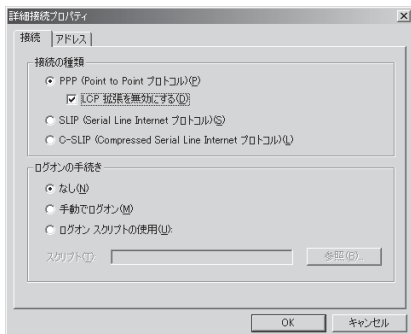 詳細接続プロパティ
接続 アドレス
接続の種類
PPP (Point to Point プロトコル)(P)
LCP 拡張を無効にする(D)
SLIP (Serial Line Internet プロトコル)(S)
C-SLIP (Compressed Serial Line Internet プロトコル)(L)
ログオンの手続き
なし(N)
手動でログオン(M)
ログオン スクリプトの使用(U):
スクリプト(T):
参照(B)...
OK キャンセル